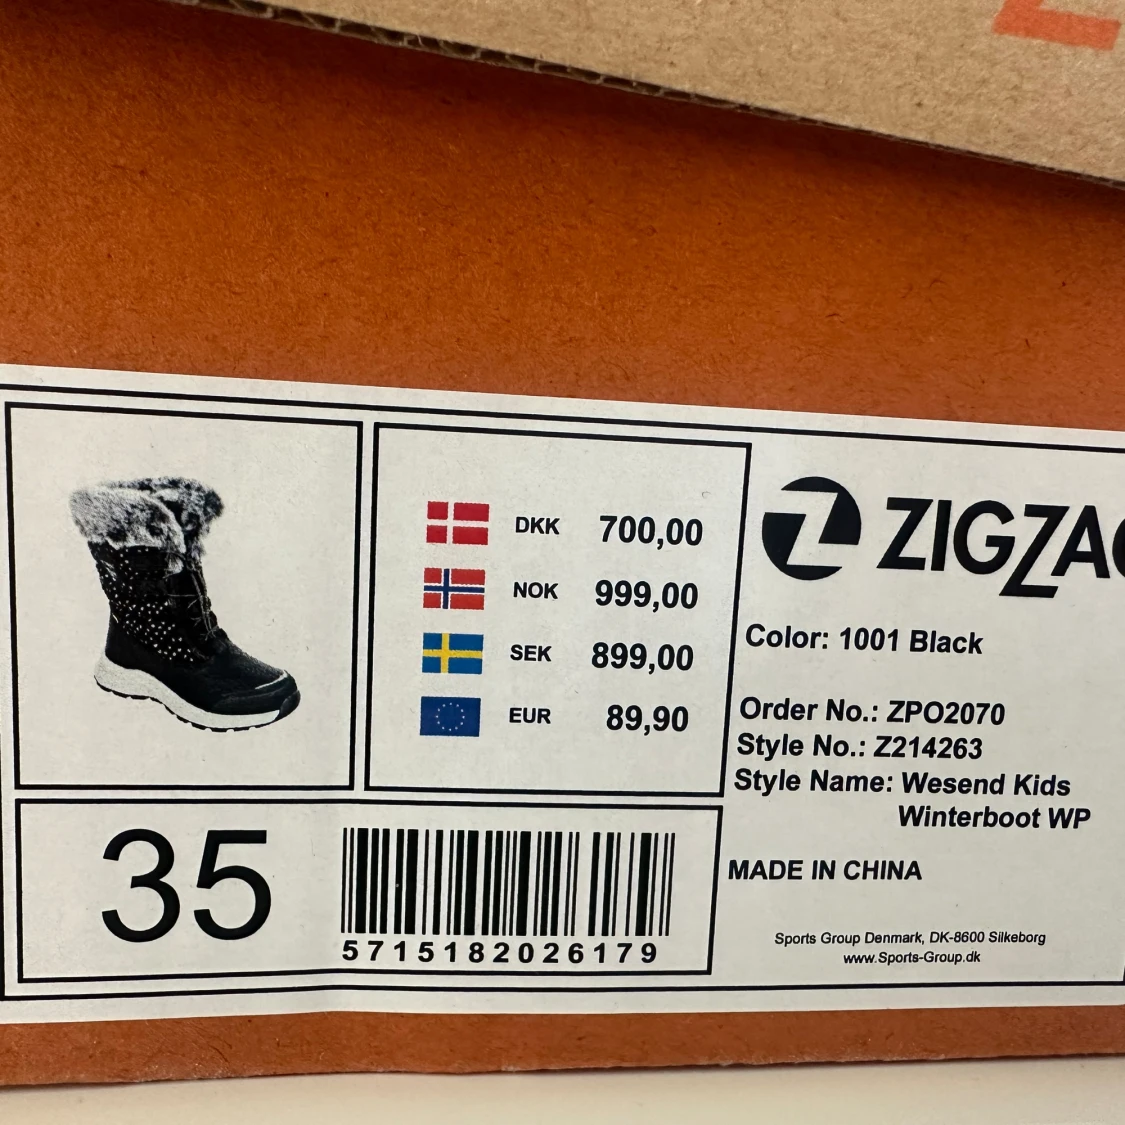 DKK 700,00
NOK 999,00
SEK 899,00
EUR 89,90
ZIGZAG
Color: 1001 Black
Order No.: ZPO2070
Style No.: Z214263
Style Name: Wesend Kids
Winterboot WP
MADE IN CHINA
Sports Group Denmark, DK-8600 Silkeborg
www.Sports-Group.dk
35
5715182026179